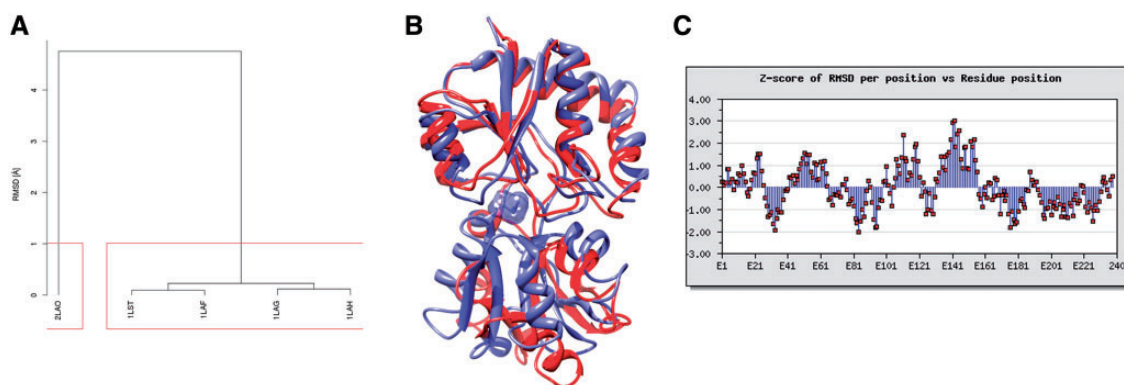 A
RMSD [Å]
4
3
2
1
0
2LAO
1LST
1LAF
1LAG
1LAH
B
C
Z-score of RMSD per position vs Residue position
4.00
3.00
2.00
1.00
0.00
-1.00
-2.00
-3.00
E1 E21 E41 E61 E81 E101 E121 E141 E161 E181 E201 E221 240